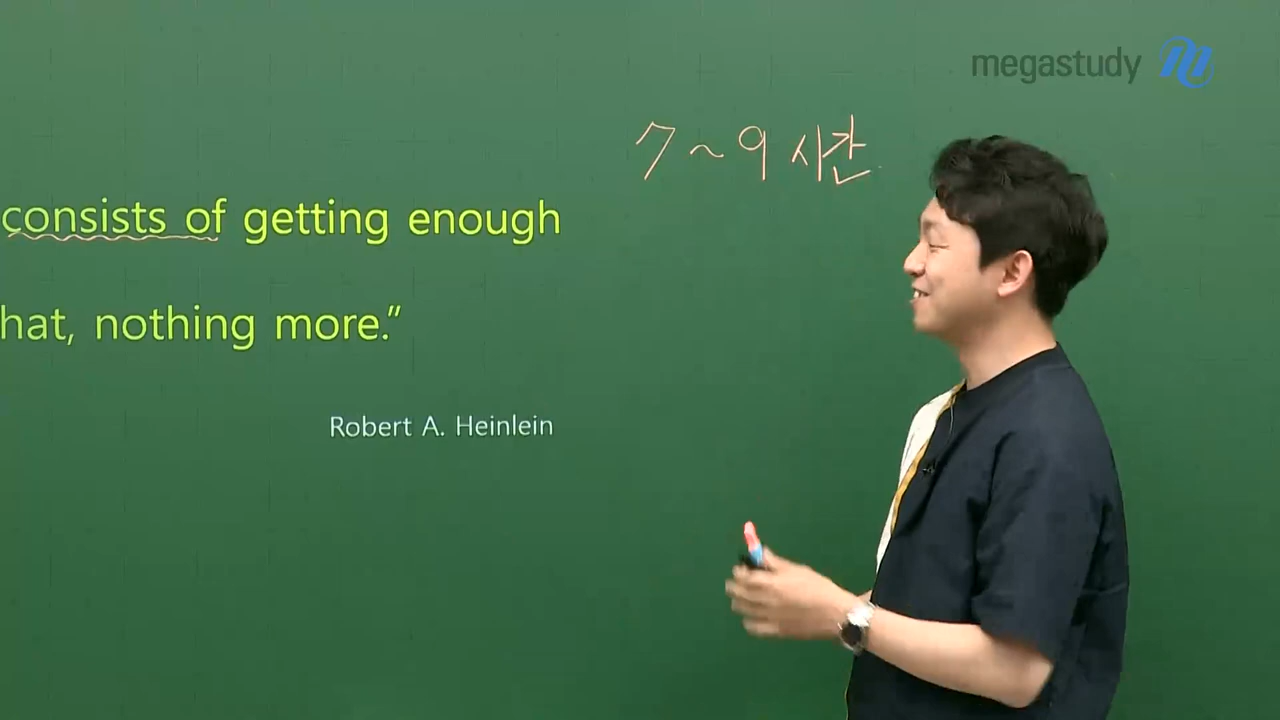 megastudy
7~9시간
consists of getting enough
hat, nothing more.”
Robert A. Heinlein